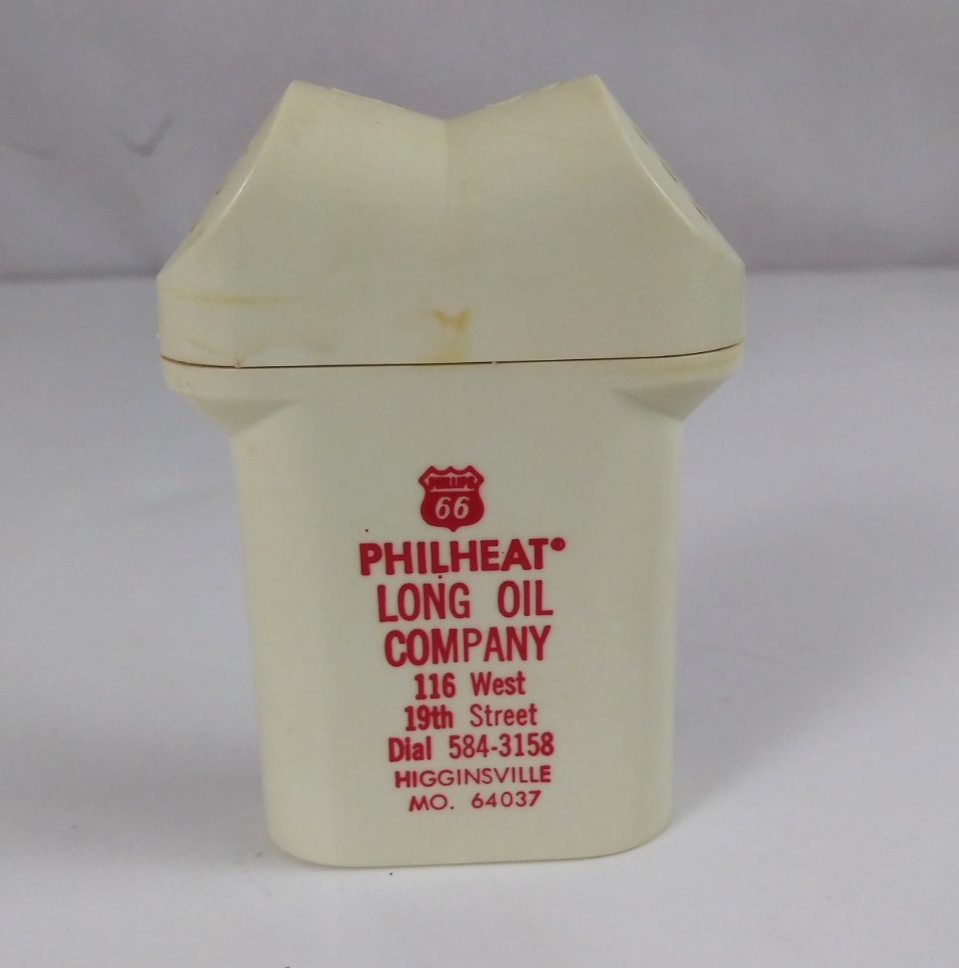 PHILLIPS
66
PHILHEAT®
LONG OIL
COMPANY
116 West
19th Street
Dial 584-3158
HIGGINSVILLE
MO. 64037